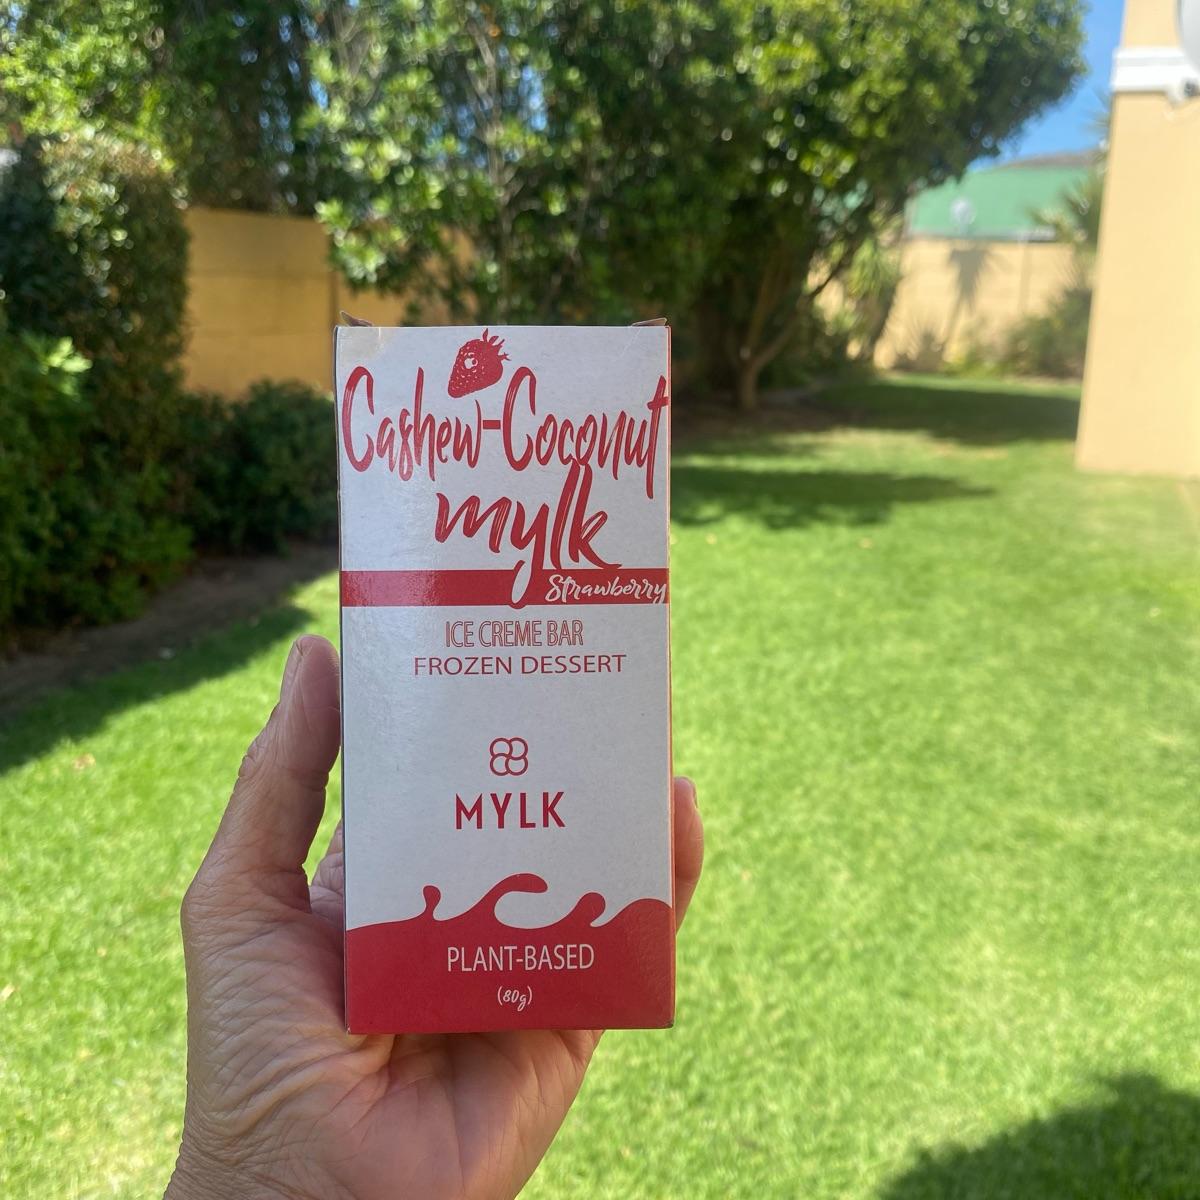 Cashew-Coconut
mylk
Strawberry
ICE CREME BAR
FROZEN DESSERT
MYLK
PLANT-BASED
(80g)